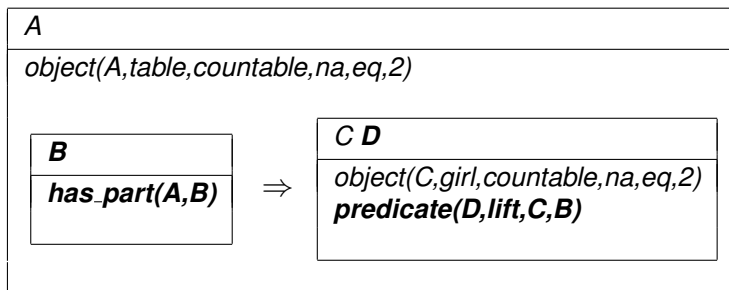 A
object(A,table,countable,na,eq,2)
B
has_part(A,B)
⇒
C D
object(C,girl,countable,na,eq,2)
predicate(D,lift,C,B)